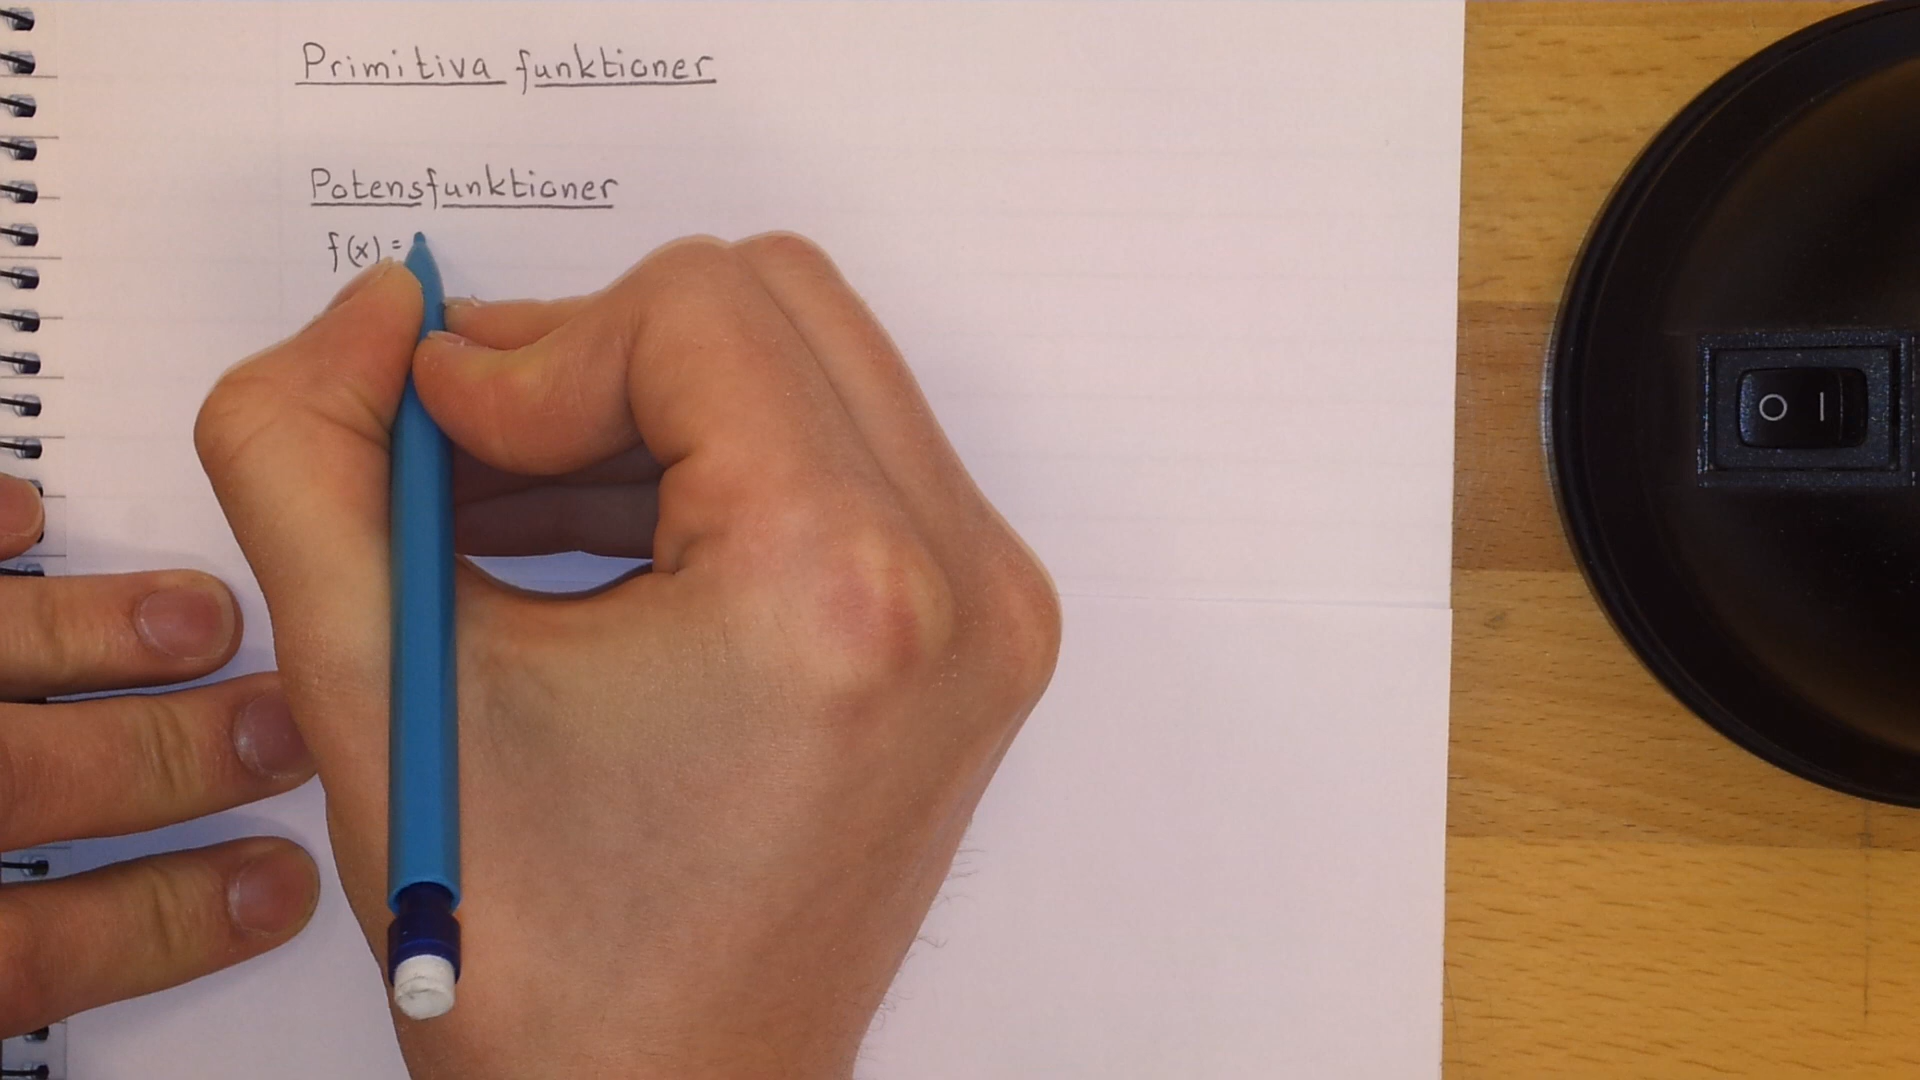 Primitiva funktioner
Potensfunktioner
f(x) =
O I